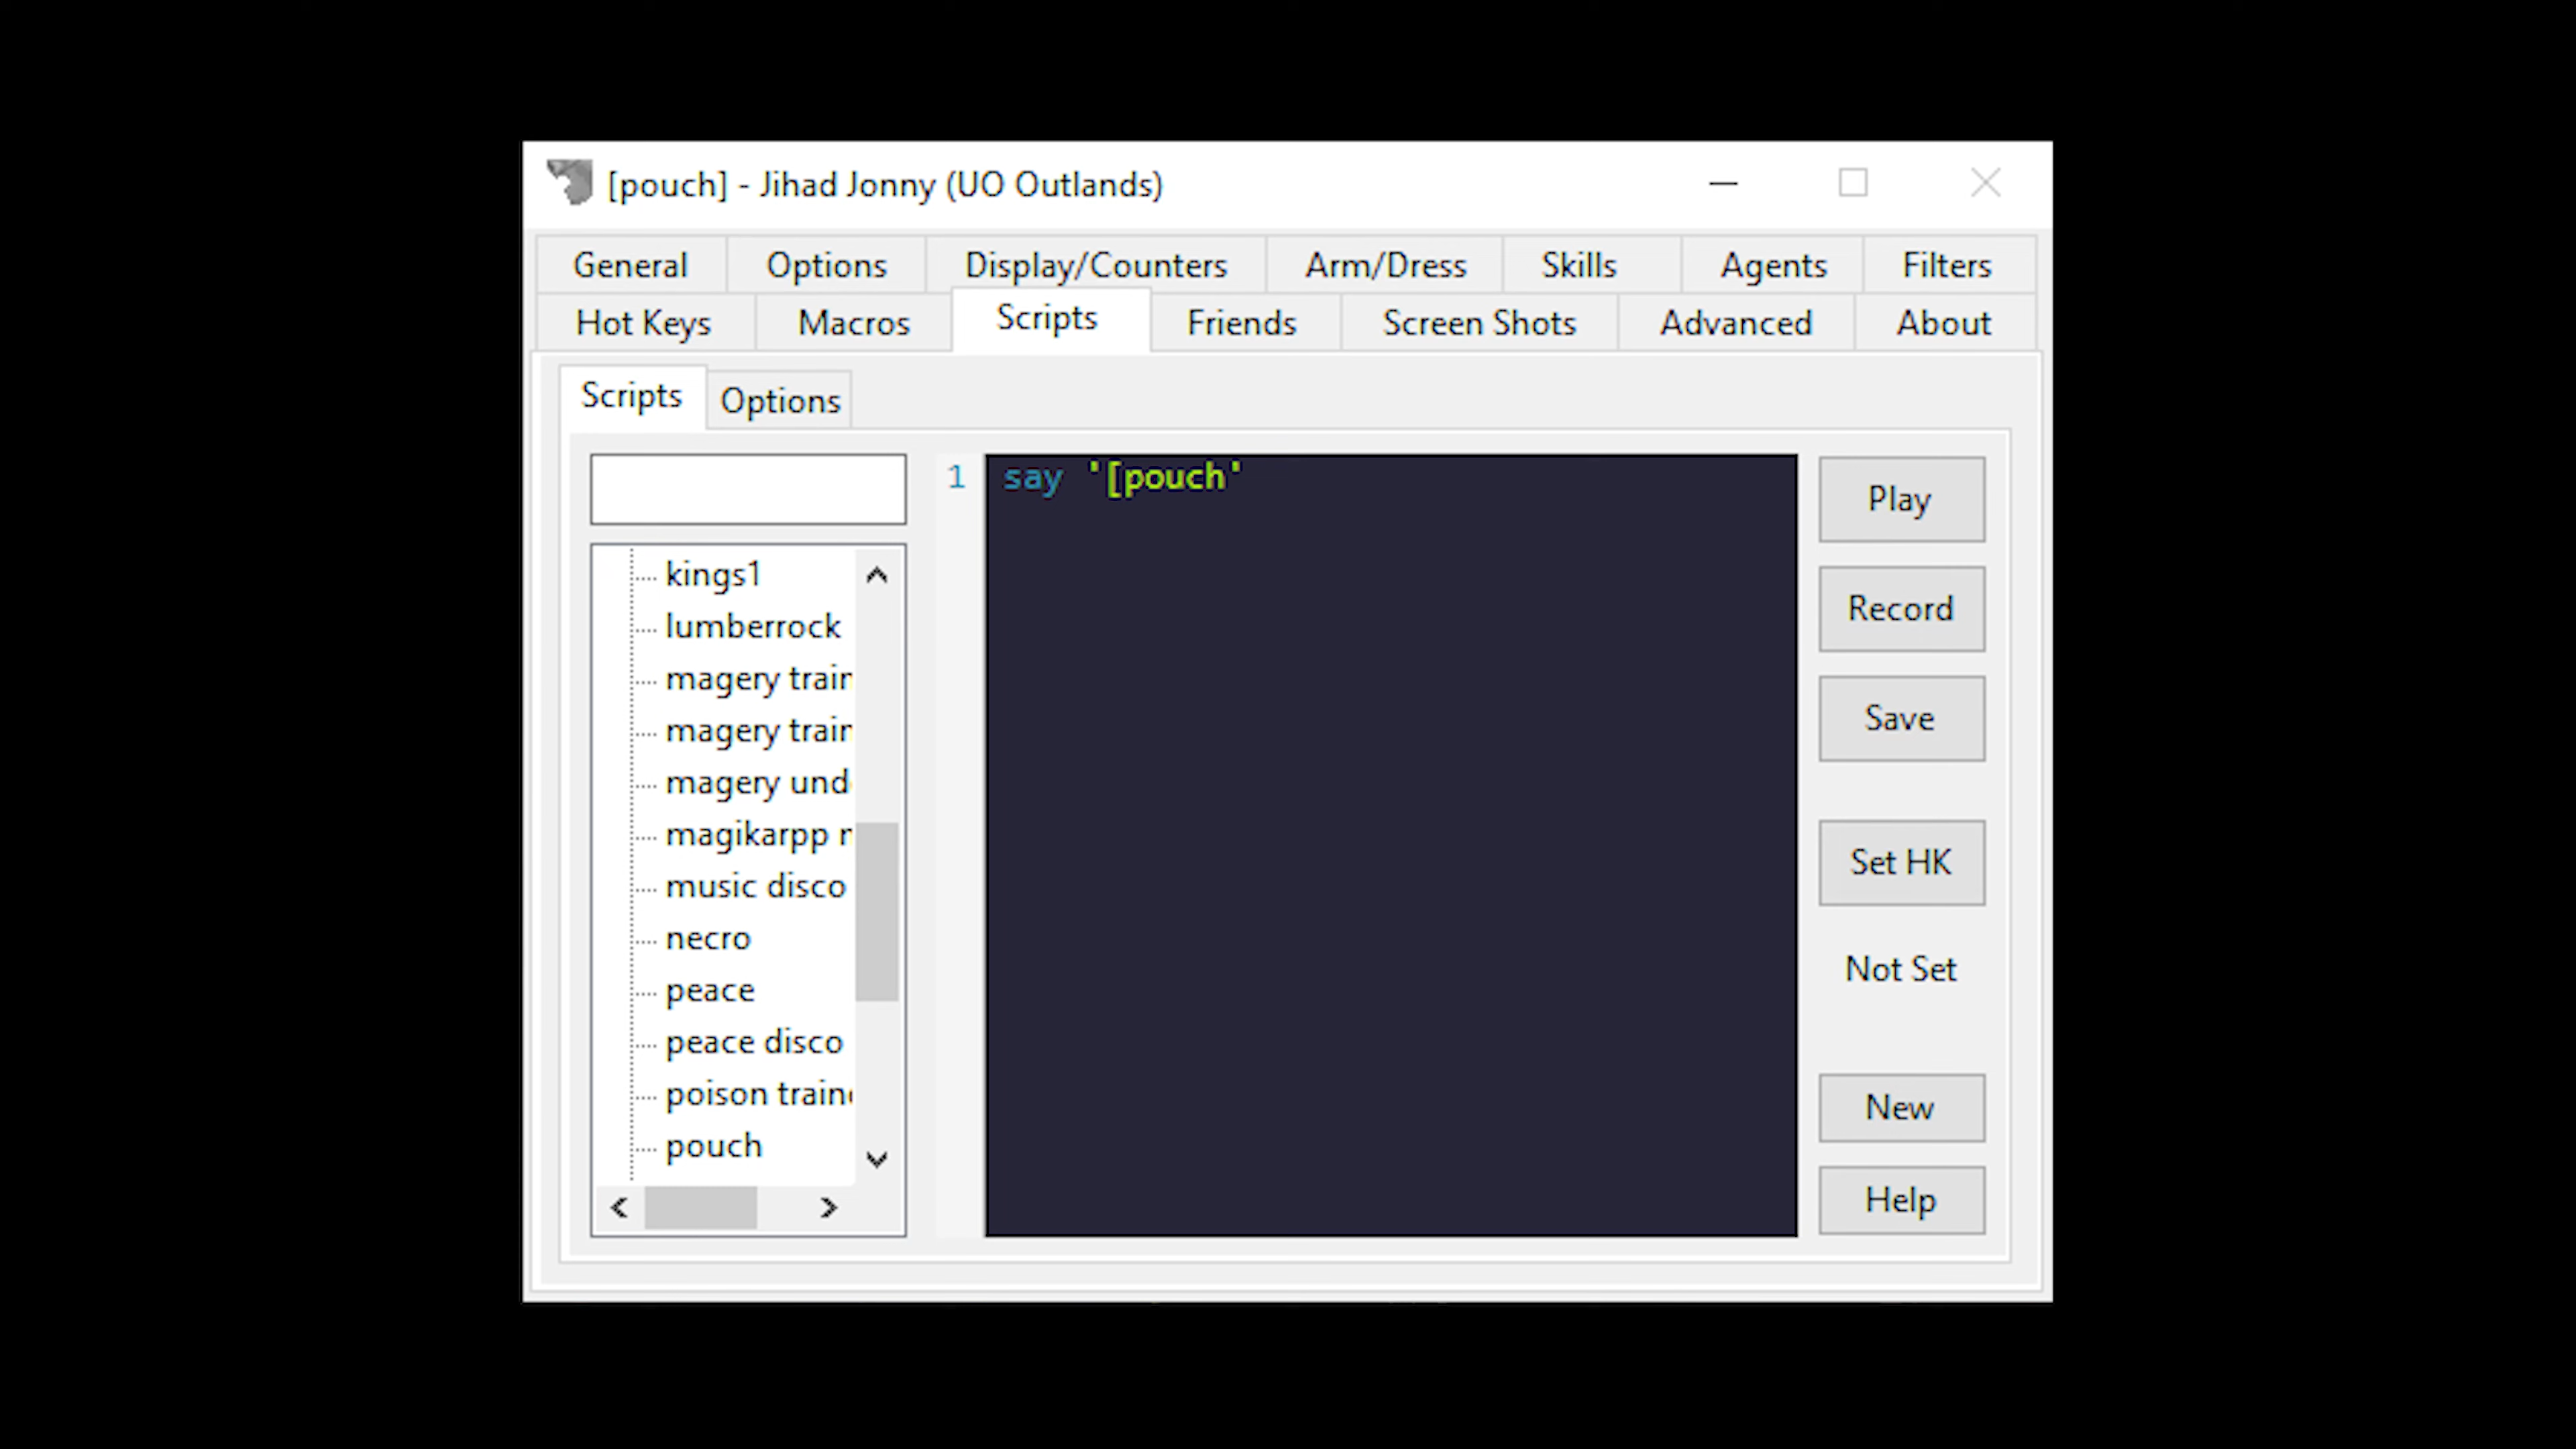 [pouch] - Jihad Jonny (UO Outlands)
General Options Display/Counters Arm/Dress Skills Agents Filters
Hot Keys Macros Scripts Friends Screen Shots Advanced About
Scripts Options
1 say '[pouch'
kings1
lumberrock
magery train
magery train
magery und
magikarpp
music disco
necro
peace
peace disco
poison train
pouch
Play
Record
Save
Set HK
Not Set
New
Help